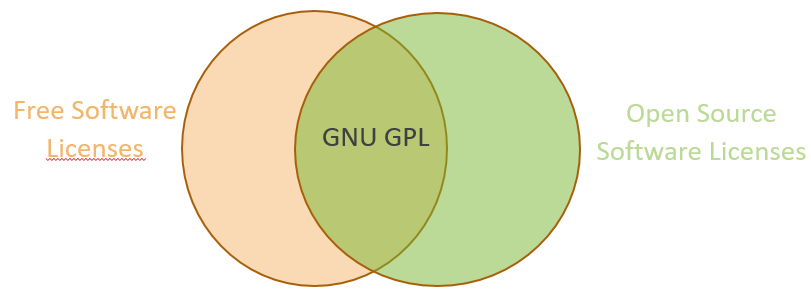 Free Software
Licenses
GNU GPL
Open Source
Software Licenses